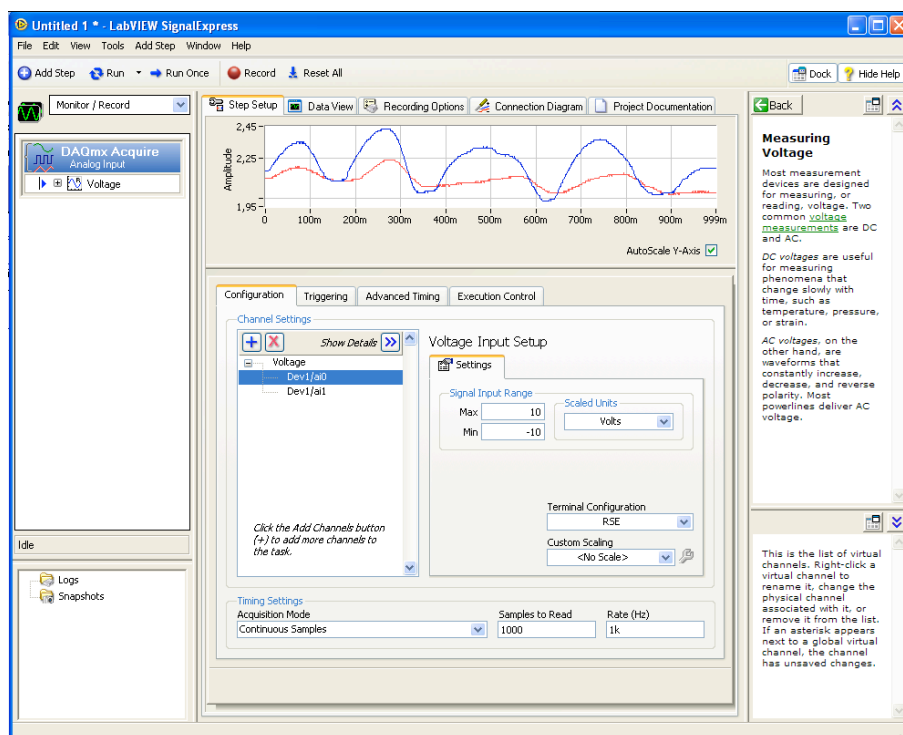 Untitled 1 * - LabVIEW SignalExpress
File Edit View Tools Add Step Window Help
Add Step Run Run Once Record Reset All Dock Hide Help
Monitor / Record
Step Setup Data View Recording Options Connection Diagram Project Documentation
Back
DAQmx Acquire
Analog Input
Voltage
Amplitude
2,45
2,25
1,95
0 100m 200m 300m 400m 500m 600m 700m 800m 900m 999m
AutoScale Y-Axis
Configuration Triggering Advanced Timing Execution Control
Channel Settings
Show Details
Voltage
Dev1/ai0
Dev1/ai1
Click the Add Channels button
(+) to add more channels to
the task.
Voltage Input Setup
Settings
Signal Input Range
Max 10
Min -10
Scaled Units
Volts
Terminal Configuration
RSE
Custom Scaling
<No Scale>
Timing Settings
Acquisition Mode Samples to Read Rate (Hz)
Continuous Samples 1000 1k
Idle
Logs
Snapshots
Measuring
Voltage
Most measurement
devices are designed
for measuring, or
reading, voltage. Two
common voltage
measurements are DC
and AC.
DC voltages are useful
for measuring
phenomena that
change slowly with
time, such as
temperature, pressure,
or strain.
AC voltages, on the
other hand, are
waveforms that
constantly increase,
decrease, and reverse
polarity. Most
powerlines deliver AC
voltage.
This is the list of virtual
channels. Right-click a
virtual channel to
rename it, change the
physical channel
associated with it, or
remove it from the list.
If an asterisk appears
next to a global virtual
channel, the channel
has unsaved changes.